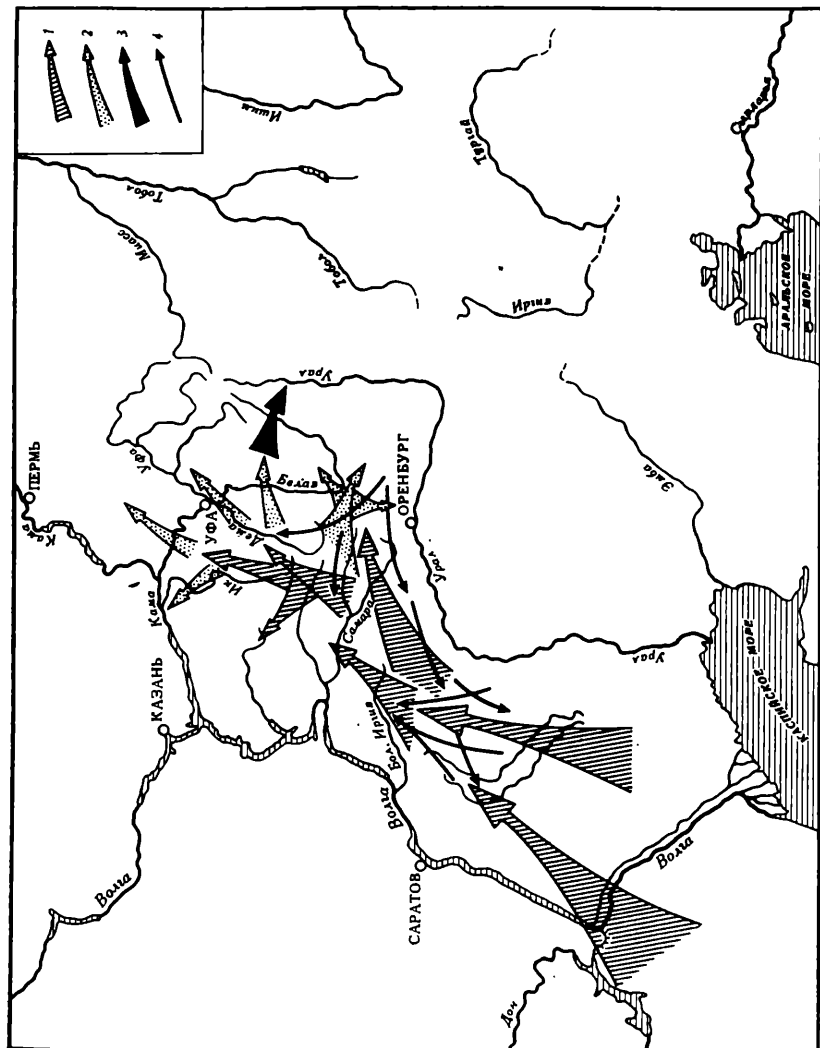 1
2
3
4
Ишим
Тобол
Миасс
Тобол
Тургай
Иргиз
Сырдарья
АРАЛЬСКОЕ
МОРЕ
Урал
Уфа
ПЕРМЬ
Кама
УФА
Белая
Дема
Ик
Кама
КАЗАНЬ
Волга
ОРЕНБУРГ
Урал
Эмба
Самара
Бол. Иргиз
Волга
САРАТОВ
Урал
КАСПИЙСКОЕ МОРЕ
Волга
Дон